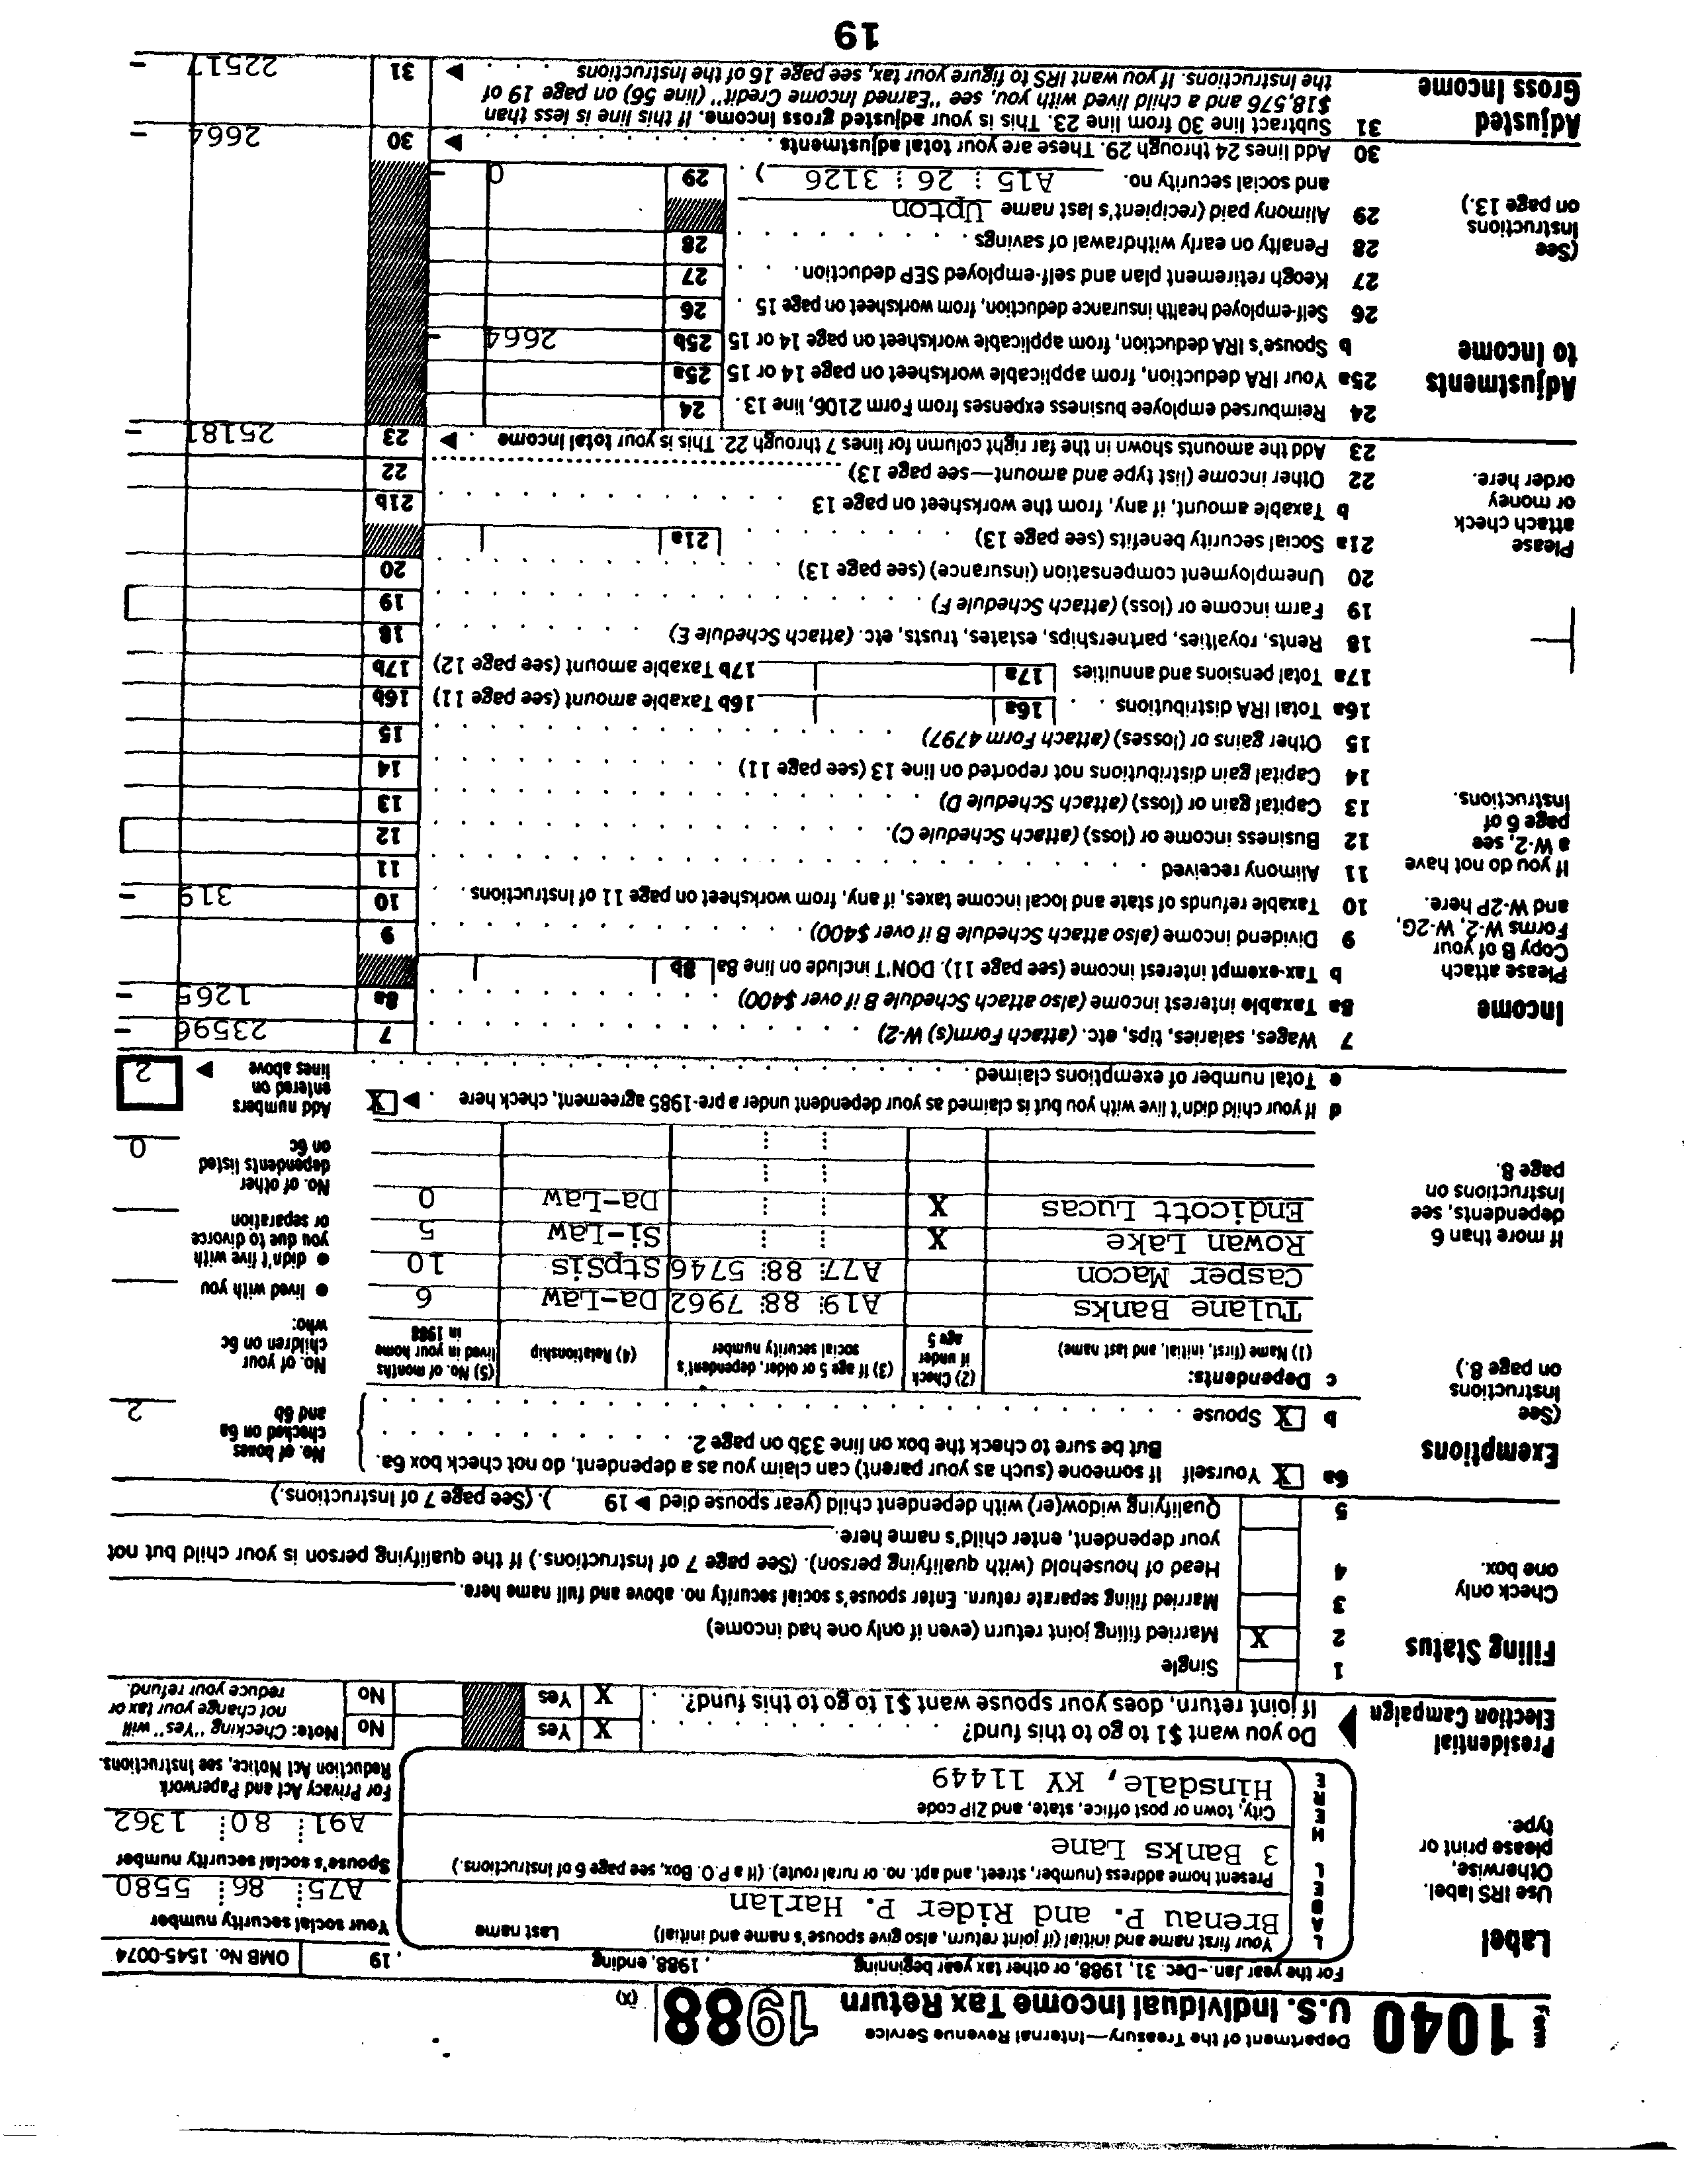 Form 1040 Department of the Treasury—Internal Revenue Service
U.S. Individual Income Tax Return 1988 (X)
For the year Jan.–Dec. 31, 1988, or other tax year beginning , 1988, ending , 19 OMB No. 1545-0074
Label
Use IRS label.
Otherwise,
please print or
type.
LABEL HERE
Your first name and initial (if joint return, also give spouse's name and initial) Last name
Brenau P. and Rider P. Harlan
Your social security number
A75 86 5580
Present home address (number, street, and apt. no. or rural route). (If a P.O. Box, see page 6 of Instructions.)
3 Banks Lane
Spouse's social security number
A91 80 1362
City, town or post office, state, and ZIP code
Hinsdale, KY 11449
For Privacy Act and Paperwork
Reduction Act Notice, see Instructions.
Presidential
Election Campaign
Do you want $1 to go to this fund? X Yes No
If joint return, does your spouse want $1 to go to this fund? X Yes No
Note: Checking "Yes" will
not change your tax or
reduce your refund.
Filing Status
Check only
one box.
1 Single
2 X Married filing joint return (even if only one had income)
3 Married filing separate return. Enter spouse's social security no. above and full name here.
4 Head of household (with qualifying person). (See page 7 of Instructions.) If the qualifying person is your child but not
your dependent, enter child's name here.
5 Qualifying widow(er) with dependent child (year spouse died ▶ 19 ). (See page 7 of Instructions.)
Exemptions
(See
Instructions
on page 8.)
6a X Yourself If someone (such as your parent) can claim you as a dependent, do not check box 6a.
But be sure to check the box on line 33b on page 2.
b X Spouse
No. of boxes
checked on 6a
and 6b
2
c Dependents:
(1) Name (first, initial, and last name) (2) Check if under age 5 (3) If age 5 or older, dependent's social security number (4) Relationship (5) No. of months lived in your home in 1988
Tulane Banks A19 88 7962 Da-Law 6
Casper Macon A77 88 5746 StpSis 10
Rowan Lake X Si-Law 5
Endicott Lucas X Da-Law 0
If more than 6
dependents, see
Instructions on
page 8.
No. of your
children on 6c
who:
● lived with you
● didn't live with
you due to divorce
or separation
No. of other
dependents listed
on 6c
0
d If your child didn't live with you but is claimed as your dependent under a pre-1985 agreement, check here ▶ X
e Total number of exemptions claimed
Add numbers
entered on
lines above ▶ 2
Income
Please attach
Copy B of your
Forms W-2, W-2G,
and W-2P here.
If you do not have
a W-2, see
page 6 of
Instructions.
Please
attach check
or money
order here.
7 Wages, salaries, tips, etc. (attach Form(s) W-2) 7 23596 –
8a Taxable interest income (also attach Schedule B if over $400) 8a 1265 –
b Tax-exempt interest income (see page 11). DON'T include on line 8a 8b
9 Dividend income (also attach Schedule B if over $400) 9
10 Taxable refunds of state and local income taxes, if any, from worksheet on page 11 of Instructions 10 319 –
11 Alimony received 11
12 Business income or (loss) (attach Schedule C) 12
13 Capital gain or (loss) (attach Schedule D) 13
14 Capital gain distributions not reported on line 13 (see page 11) 14
15 Other gains or (losses) (attach Form 4797) 15
16a Total IRA distributions 16a 16b Taxable amount (see page 11) 16b
17a Total pensions and annuities 17a 17b Taxable amount (see page 12) 17b
18 Rents, royalties, partnerships, estates, trusts, etc. (attach Schedule E) 18
19 Farm income or (loss) (attach Schedule F) 19
20 Unemployment compensation (insurance) (see page 13) 20
21a Social security benefits (see page 13) 21a
b Taxable amount, if any, from the worksheet on page 13 21b
22 Other income (list type and amount—see page 13) 22
23 Add the amounts shown in the far right column for lines 7 through 22. This is your total income ▶ 23 25181 –
Adjustments
to Income
(See
Instructions
on page 13.)
24 Reimbursed employee business expenses from Form 2106, line 13. 24
25a Your IRA deduction, from applicable worksheet on page 14 or 15 25a
b Spouse's IRA deduction, from applicable worksheet on page 14 or 15 25b 2664 –
26 Self-employed health insurance deduction, from worksheet on page 15 26
27 Keogh retirement plan and self-employed SEP deduction 27
28 Penalty on early withdrawal of savings 28
29 Alimony paid (recipient's last name Upton
and social security no. A15 26 3126 ) 29 0 –
30 Add lines 24 through 29. These are your total adjustments ▶ 30 2664 –
Adjusted
Gross Income
31 Subtract line 30 from line 23. This is your adjusted gross income. If this line is less than
$18,576 and a child lived with you, see "Earned Income Credit" (line 56) on page 19 of
the Instructions. If you want IRS to figure your tax, see page 16 of the Instructions ▶ 31 22517 –
19